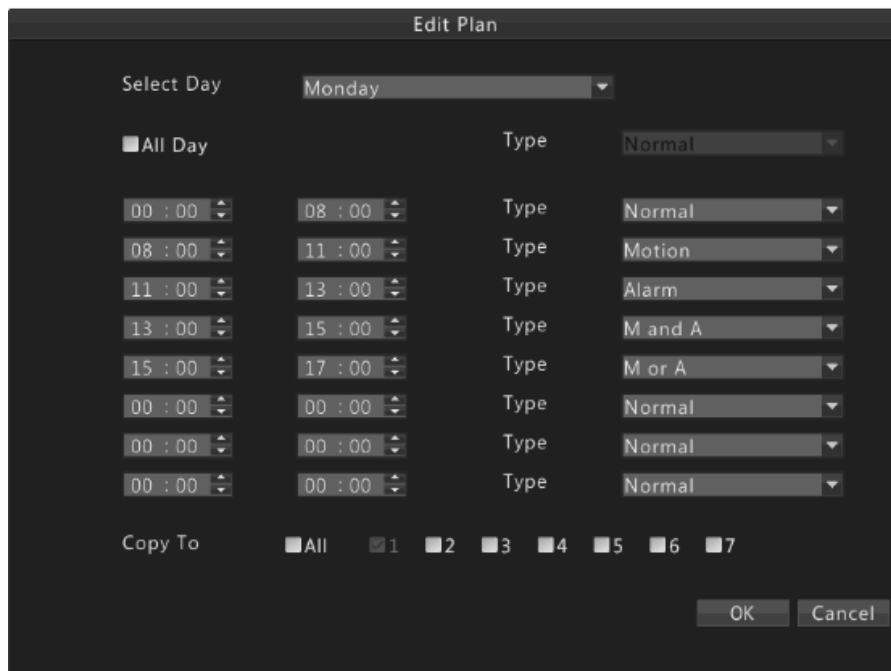 Edit Plan
Select Day Monday
All Day Type Normal
00 : 00 08 : 00 Type Normal
08 : 00 11 : 00 Type Motion
11 : 00 13 : 00 Type Alarm
13 : 00 15 : 00 Type M and A
15 : 00 17 : 00 Type M or A
00 : 00 00 : 00 Type Normal
00 : 00 00 : 00 Type Normal
00 : 00 00 : 00 Type Normal
Copy To All 1 2 3 4 5 6 7
OK Cancel